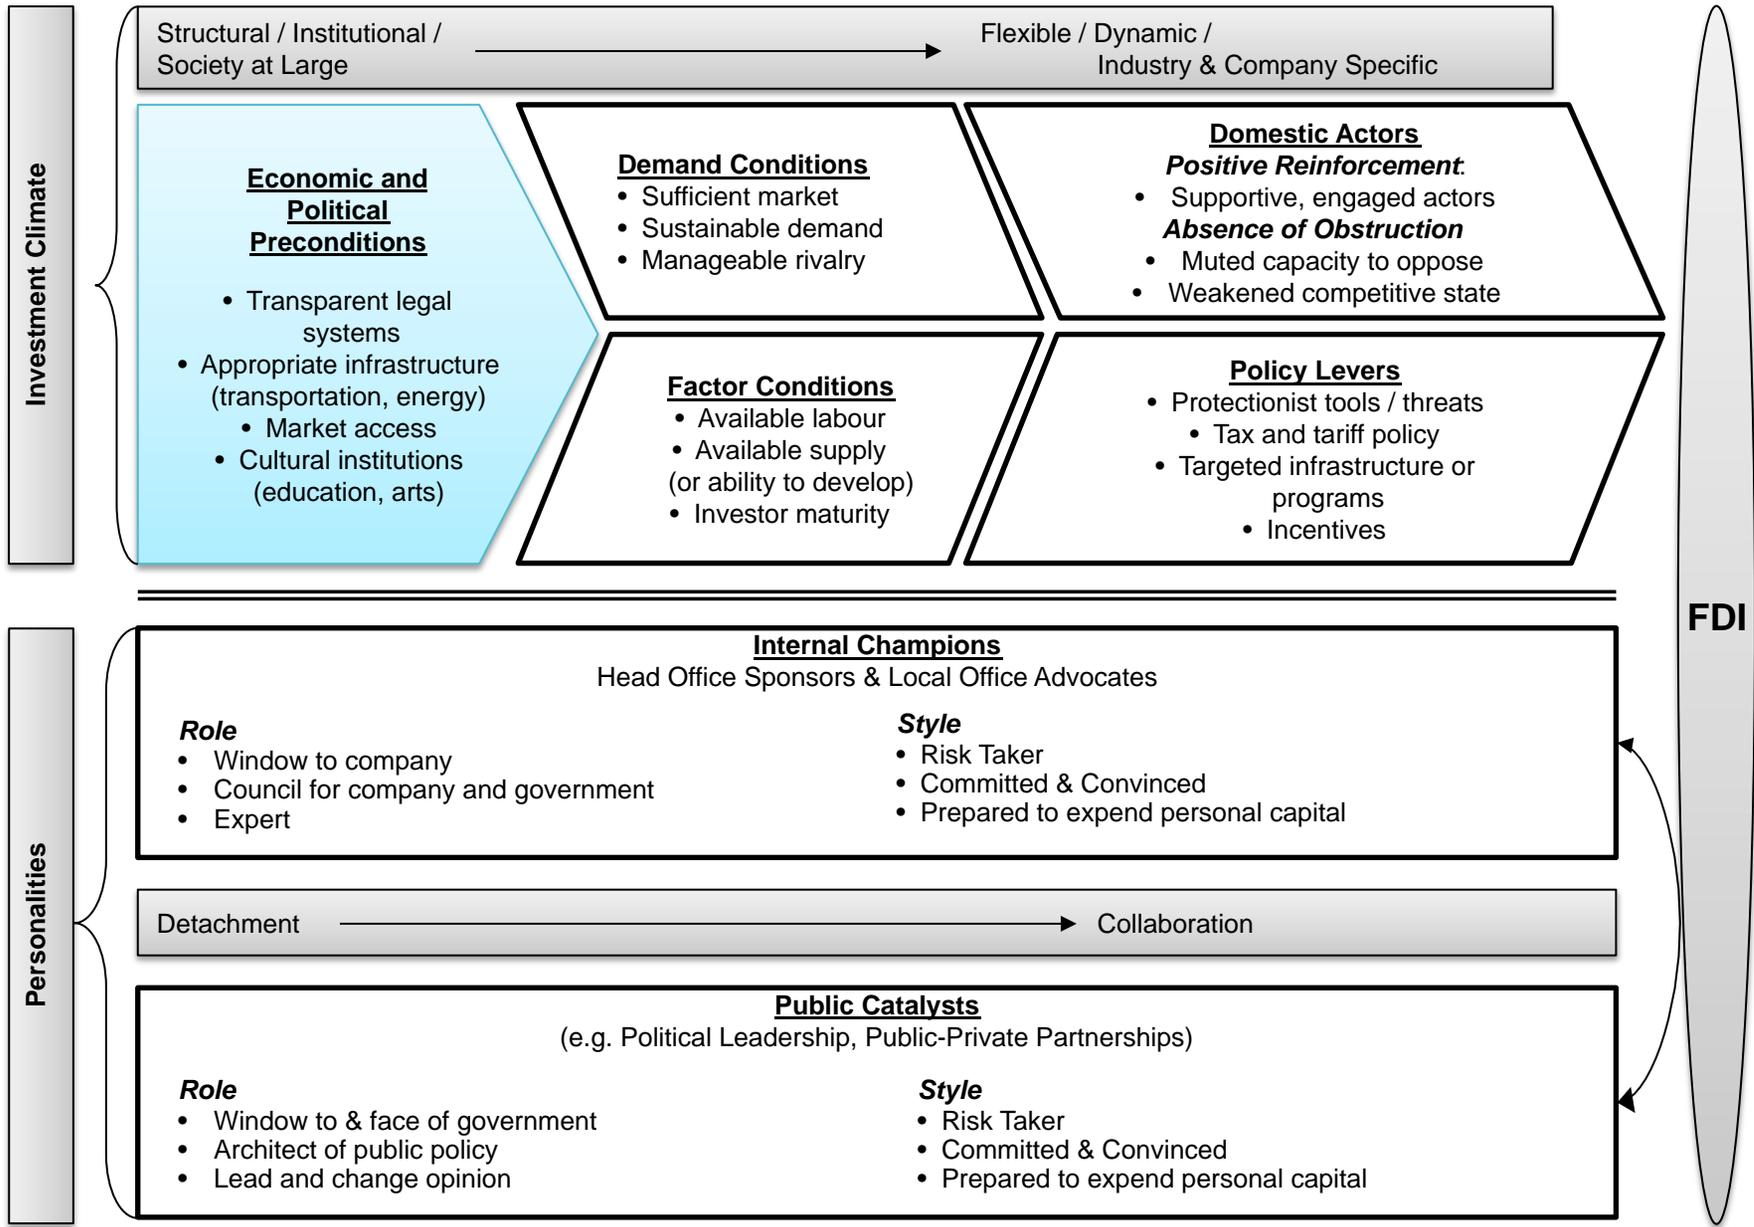 Investment Climate
Structural / Institutional /
Society at Large
Flexible / Dynamic /
Industry & Company Specific
Economic and
Political
Preconditions
• Transparent legal
systems
• Appropriate infrastructure
(transportation, energy)
• Market access
• Cultural institutions
(education, arts)
Demand Conditions
• Sufficient market
• Sustainable demand
• Manageable rivalry
Domestic Actors
Positive Reinforcement:
• Supportive, engaged actors
Absence of Obstruction
• Muted capacity to oppose
• Weakened competitive state
Factor Conditions
• Available labour
• Available supply
(or ability to develop)
• Investor maturity
Policy Levers
• Protectionist tools / threats
• Tax and tariff policy
• Targeted infrastructure or
programs
• Incentives
FDI
Personalities
Internal Champions
Head Office Sponsors & Local Office Advocates
Role
• Window to company
• Council for company and government
• Expert
Style
• Risk Taker
• Committed & Convinced
• Prepared to expend personal capital
Detachment
Collaboration
Public Catalysts
(e.g. Political Leadership, Public-Private Partnerships)
Role
• Window to & face of government
• Architect of public policy
• Lead and change opinion
Style
• Risk Taker
• Committed & Convinced
• Prepared to expend personal capital